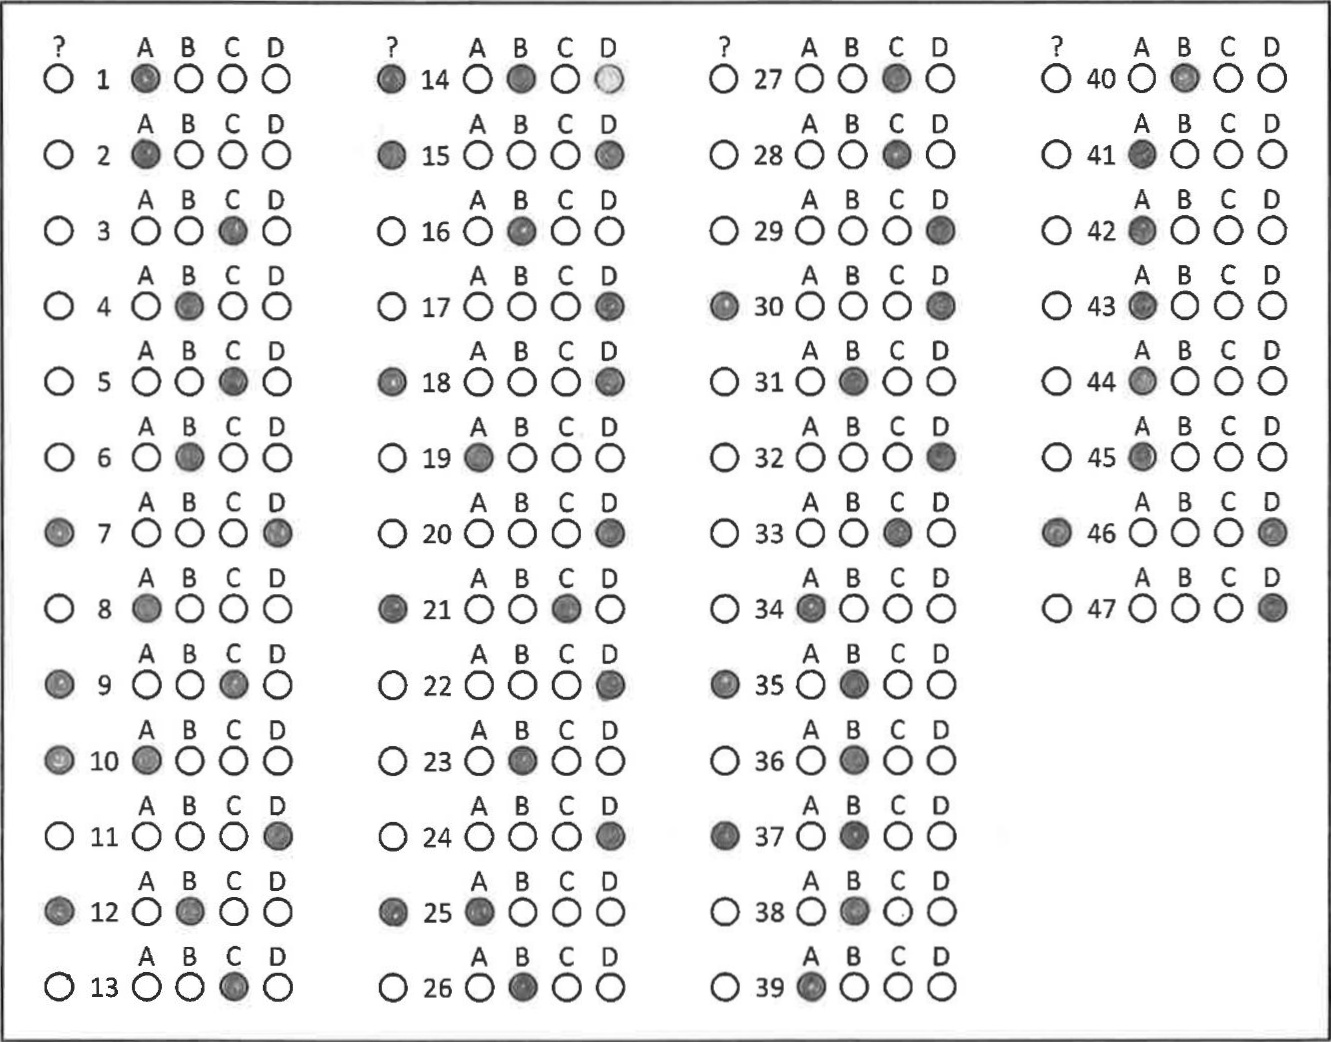 ? A B C D
1
A B C D
2
A B C D
3
A B C D
4
A B C D
5
A B C D
6
A B C D
7
A B C D
8
A B C D
9
A B C D
10
A B C D
11
A B C D
12
A B C D
13
? A B C D
14
A B C D
15
A B C D
16
A B C D
17
A B C D
18
A B C D
19
A B C D
20
A B C D
21
A B C D
22
A B C D
23
A B C D
24
A B C D
25
A B C D
26
? A B C D
27
A B C D
28
A B C D
29
A B C D
30
A B C D
31
A B C D
32
A B C D
33
A B C D
34
A B C D
35
A B C D
36
A B C D
37
A B C D
38
A B C D
39
? A B C D
40
A B C D
41
A B C D
42
A B C D
43
A B C D
44
A B C D
45
A B C D
46
A B C D
47